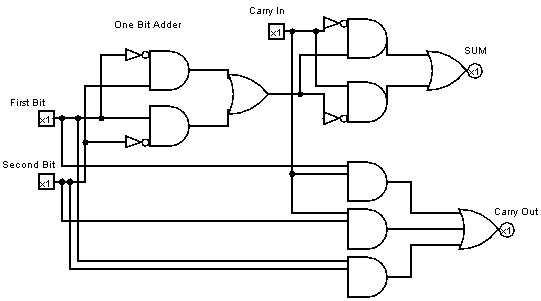 Carry In
One Bit Adder
x1
SUM
x1
First Bit
x1
Second Bit
x1
Carry Out
x1